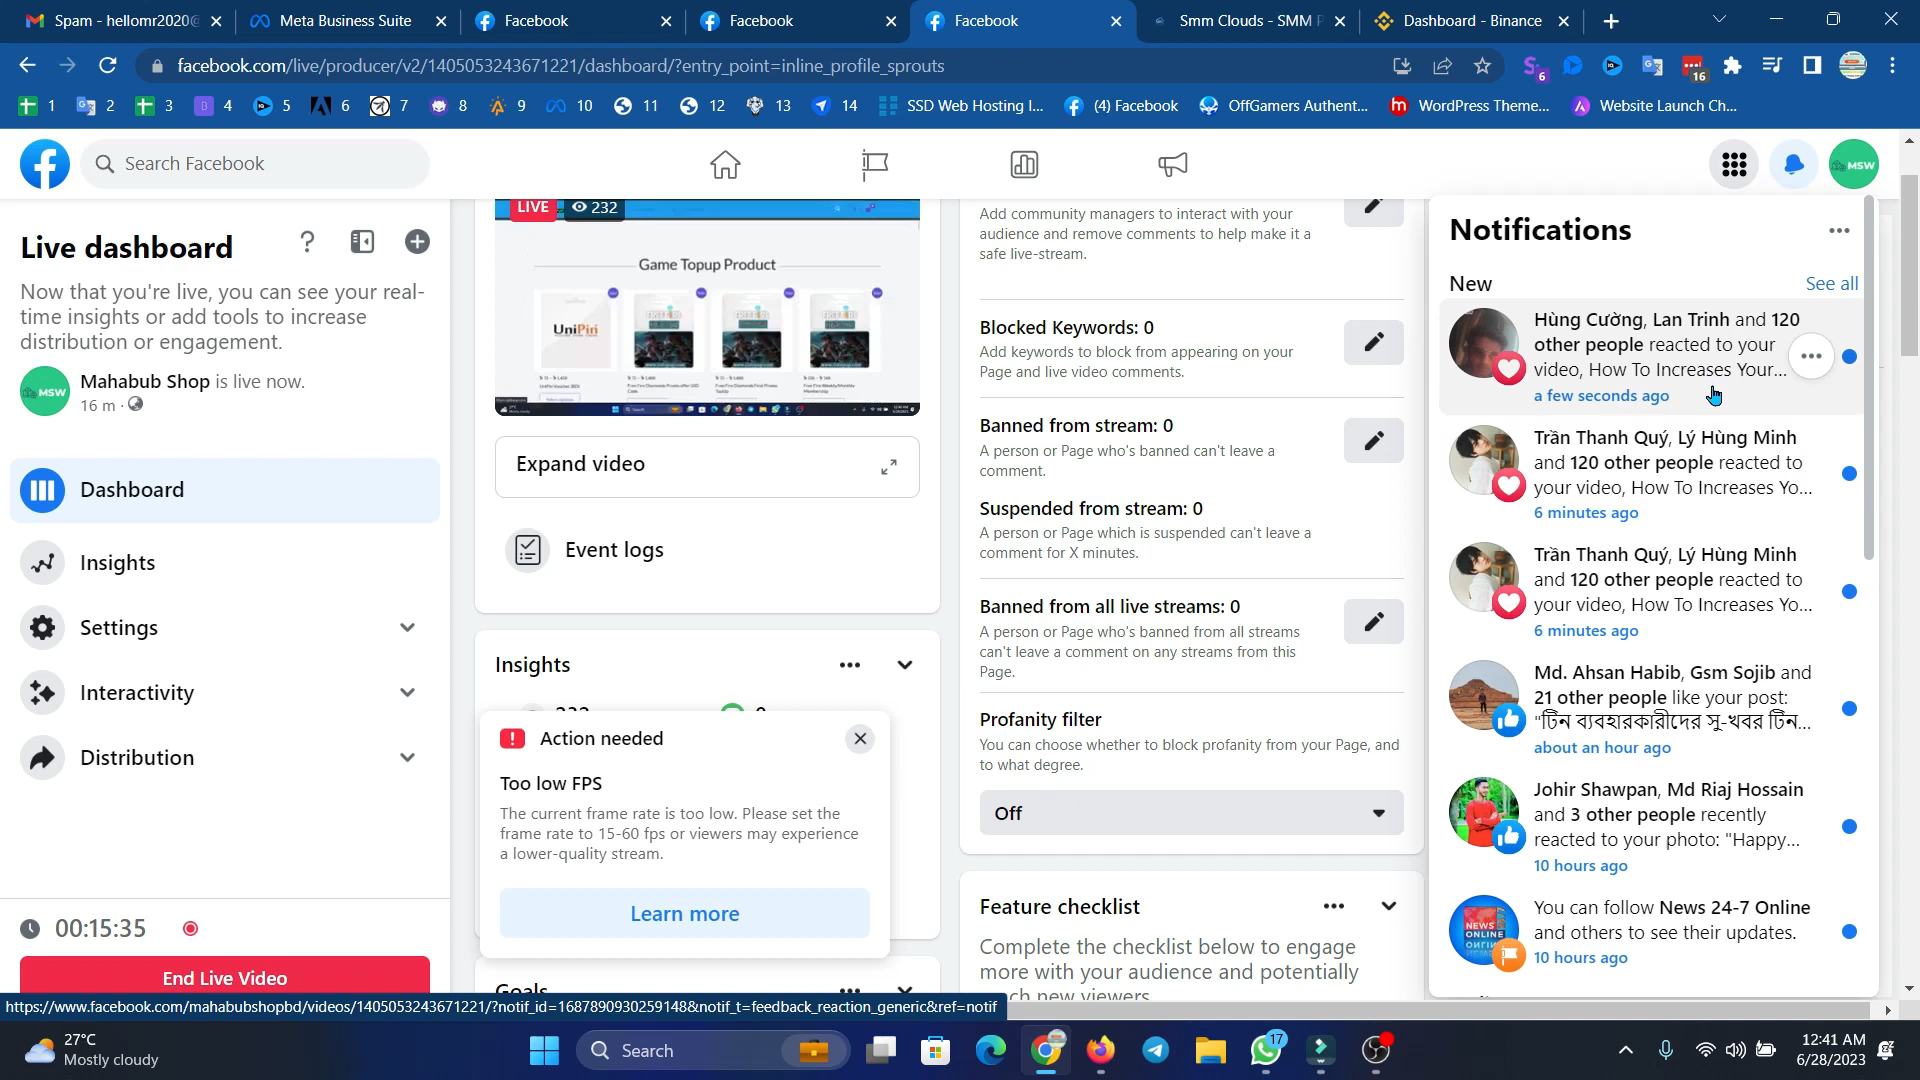 Spam - hellomr2020@
Meta Business Suite
Facebook
Facebook
Facebook
Smm Clouds - SMM P
Dashboard - Binance
facebook.com/live/producer/v2/1405053243671221/dashboard/?entry_point=inline_profile_sprouts
6
16
1
2
3
4
5
6
7
8
9
10
11
12
13
14
SSD Web Hosting I...
(4) Facebook
OffGamers Authent...
WordPress Theme...
Website Launch Ch...
Search Facebook
MSW
Live dashboard
Now that you're live, you can see your real-
time insights or add tools to increase
distribution or engagement.
MSW
Mahabub Shop is live now.
16 m ·
Dashboard
Insights
Settings
Interactivity
Distribution
00:15:35
End Live Video
LIVE
232
Game Topup Product
UniPin
Expand video
Event logs
Insights
Action needed
Too low FPS
The current frame rate is too low. Please set the
frame rate to 15-60 fps or viewers may experience
a lower-quality stream.
Learn more
Goals
Add community managers to interact with your
audience and remove comments to help make it a
safe live-stream.
Blocked Keywords: 0
Add keywords to block from appearing on your
Page and live video comments.
Banned from stream: 0
A person or Page who's banned can't leave a
comment.
Suspended from stream: 0
A person or Page which is suspended can't leave a
comment for X minutes.
Banned from all live streams: 0
A person or Page who's banned from all streams
can't leave a comment on any streams from this
Page.
Profanity filter
You can choose whether to block profanity from your Page, and
to what degree.
Off
Feature checklist
Complete the checklist below to engage
more with your audience and potentially
ch new viewers
Notifications
New
See all
Hùng Cường, Lan Trinh and 120
other people reacted to your
video, How To Increases Your...
a few seconds ago
Trần Thanh Quý, Lý Hùng Minh
and 120 other people reacted to
your video, How To Increases Yo...
6 minutes ago
Trần Thanh Quý, Lý Hùng Minh
and 120 other people reacted to
your video, How To Increases Yo...
6 minutes ago
Md. Ahsan Habib, Gsm Sojib and
21 other people like your post:
"টিন ব্যবহারকারীদের সু-খবর টিন...
about an hour ago
Johir Shawpan, Md Riaj Hossain
and 3 other people recently
reacted to your photo: "Happy...
10 hours ago
NEWS
ONLINE
You can follow News 24-7 Online
and others to see their updates.
10 hours ago
https://www.facebook.com/mahabubshopbd/videos/1405053243671221/?notif_id=1687890930259148&notif_t=feedback_reaction_generic&ref=notif
27°C
Mostly cloudy
Search
17
12:41 AM
6/28/2023